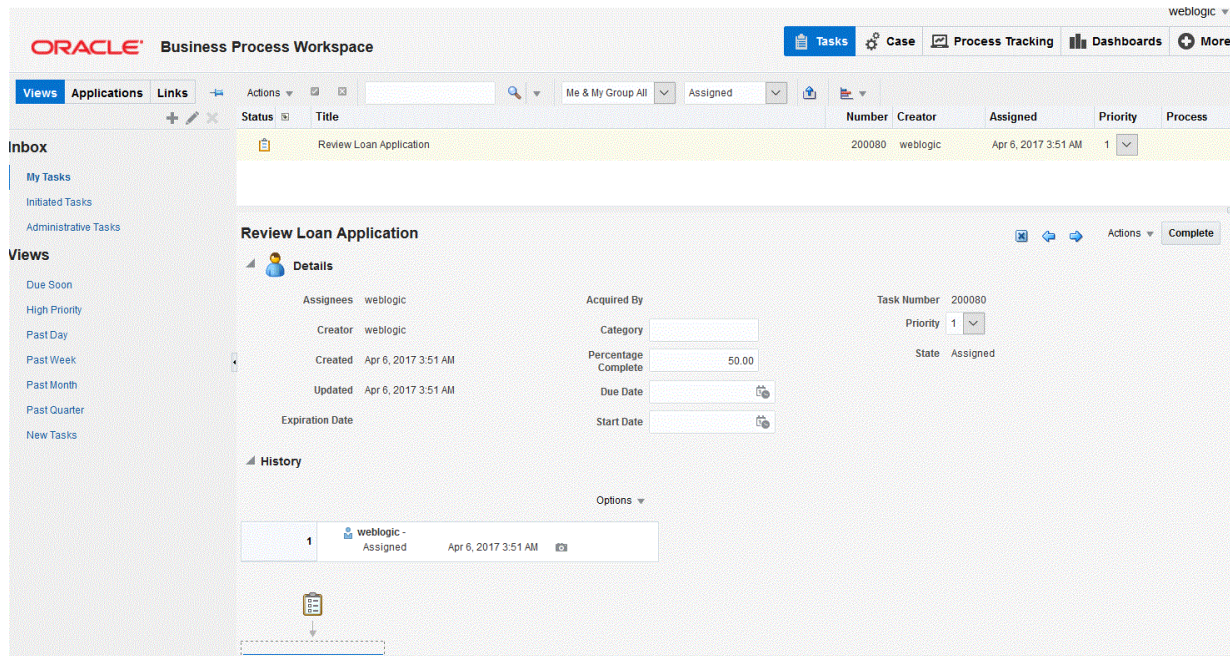 weblogic
ORACLE Business Process Workspace
Tasks Case Process Tracking Dashboards More
Views Applications Links
Actions Me & My Group All Assigned
Status Title Number Creator Assigned Priority Process
Review Loan Application 200080 weblogic Apr 6, 2017 3:51 AM 1
Inbox
My Tasks
Initiated Tasks
Administrative Tasks
Views
Due Soon
High Priority
Past Day
Past Week
Past Month
Past Quarter
New Tasks
Review Loan Application Actions Complete
Details
Assignees weblogic Acquired By Task Number 200080
Creator weblogic Category Priority 1
Created Apr 6, 2017 3:51 AM Percentage Complete 50.00 State Assigned
Updated Apr 6, 2017 3:51 AM Due Date
Expiration Date Start Date
History
Options
1 weblogic -
Assigned Apr 6, 2017 3:51 AM